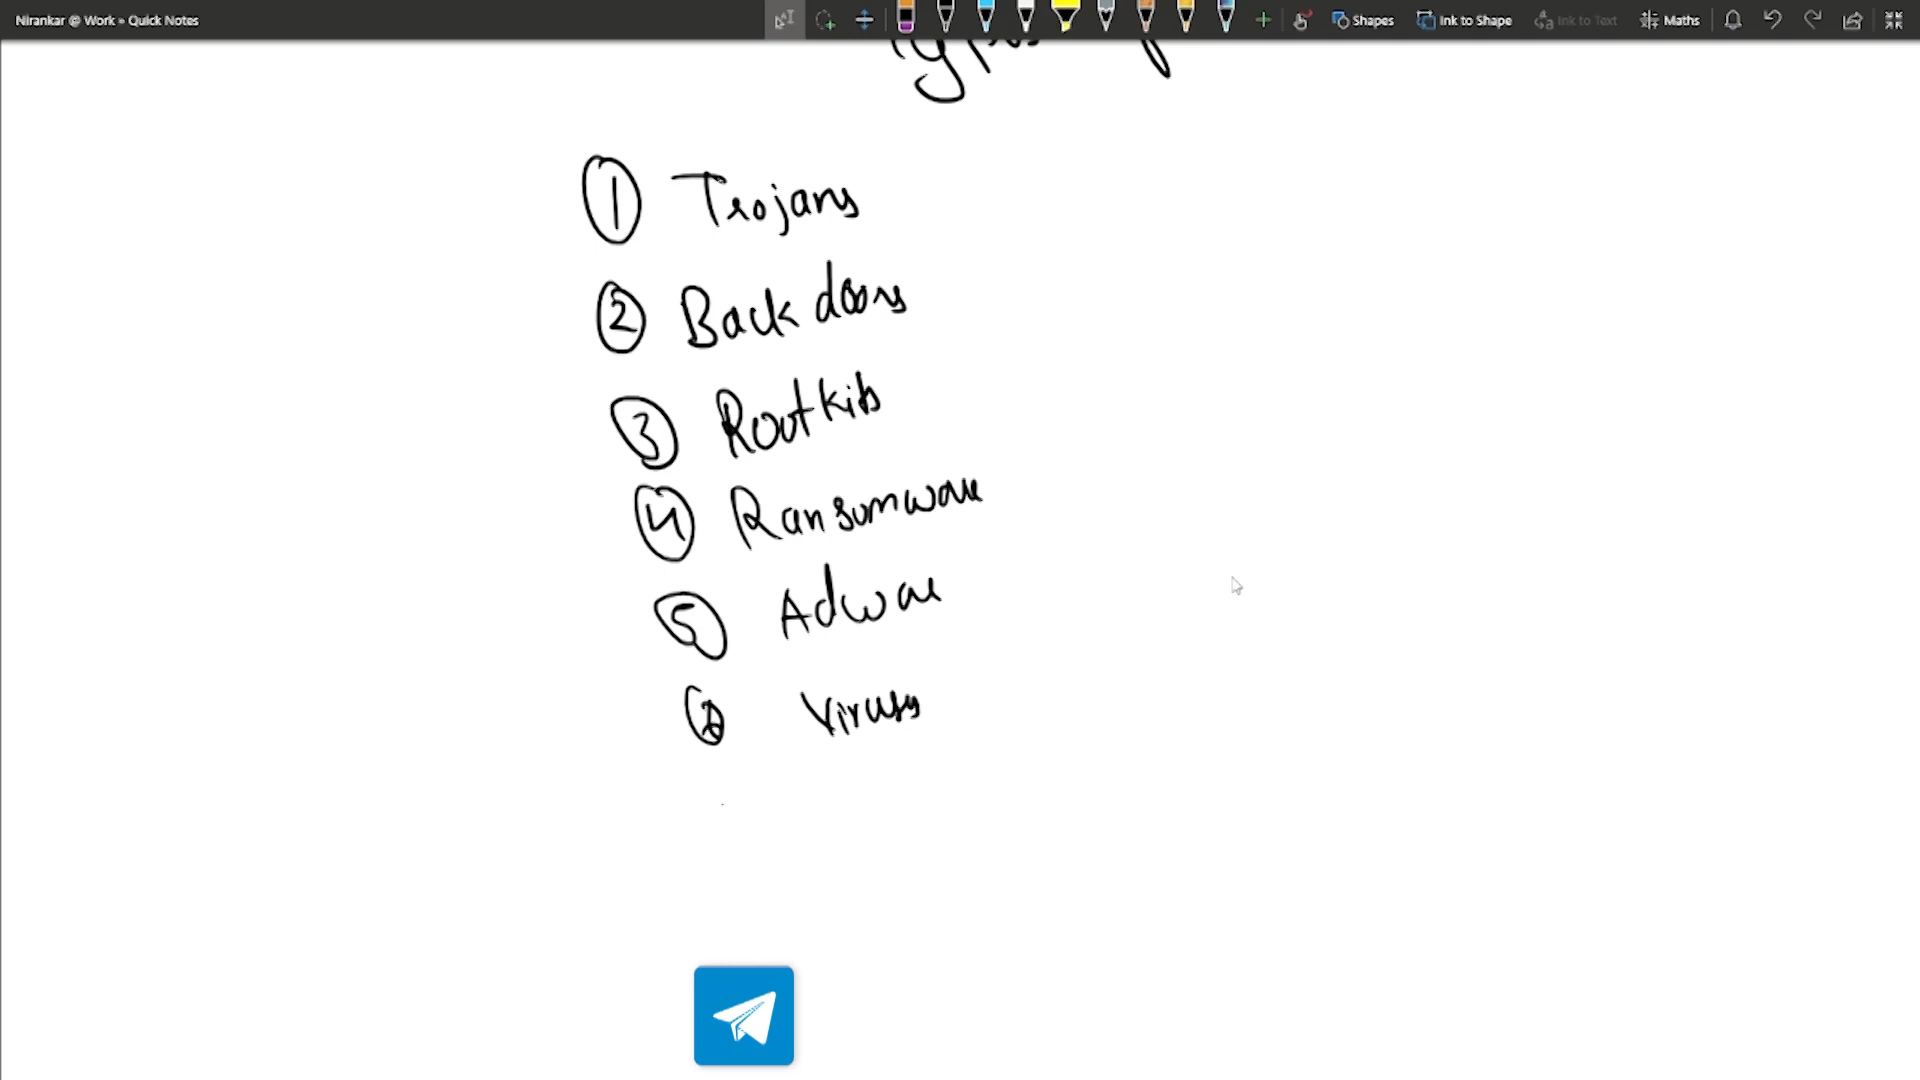 Nirankar @ Work » Quick Notes
Shapes Ink to Shape Ink to Text Maths
① Trojans
② Back doors
③ Rootkits
④ Ransomware
⑤ Adware
Viruses